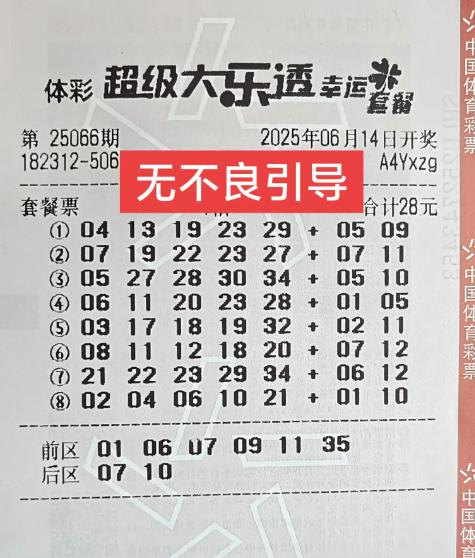 体彩 超级大乐透 幸运套餐
第 25066期 2025年06月14日开奖
182312-506 A4Yxzg
无不良引导
套餐票 合计28元
① 04 13 19 23 29 + 05 09
② 07 19 22 23 27 + 07 11
③ 05 27 28 30 34 + 05 10
④ 06 11 20 23 28 + 01 05
⑤ 03 17 18 19 32 + 02 11
⑥ 08 11 12 18 20 + 07 12
⑦ 21 22 23 29 34 + 06 12
⑧ 02 04 06 10 21 + 01 10
前区 01 06 07 09 11 35
后区 07 10
中国体育彩票
中国体育彩票
中国体